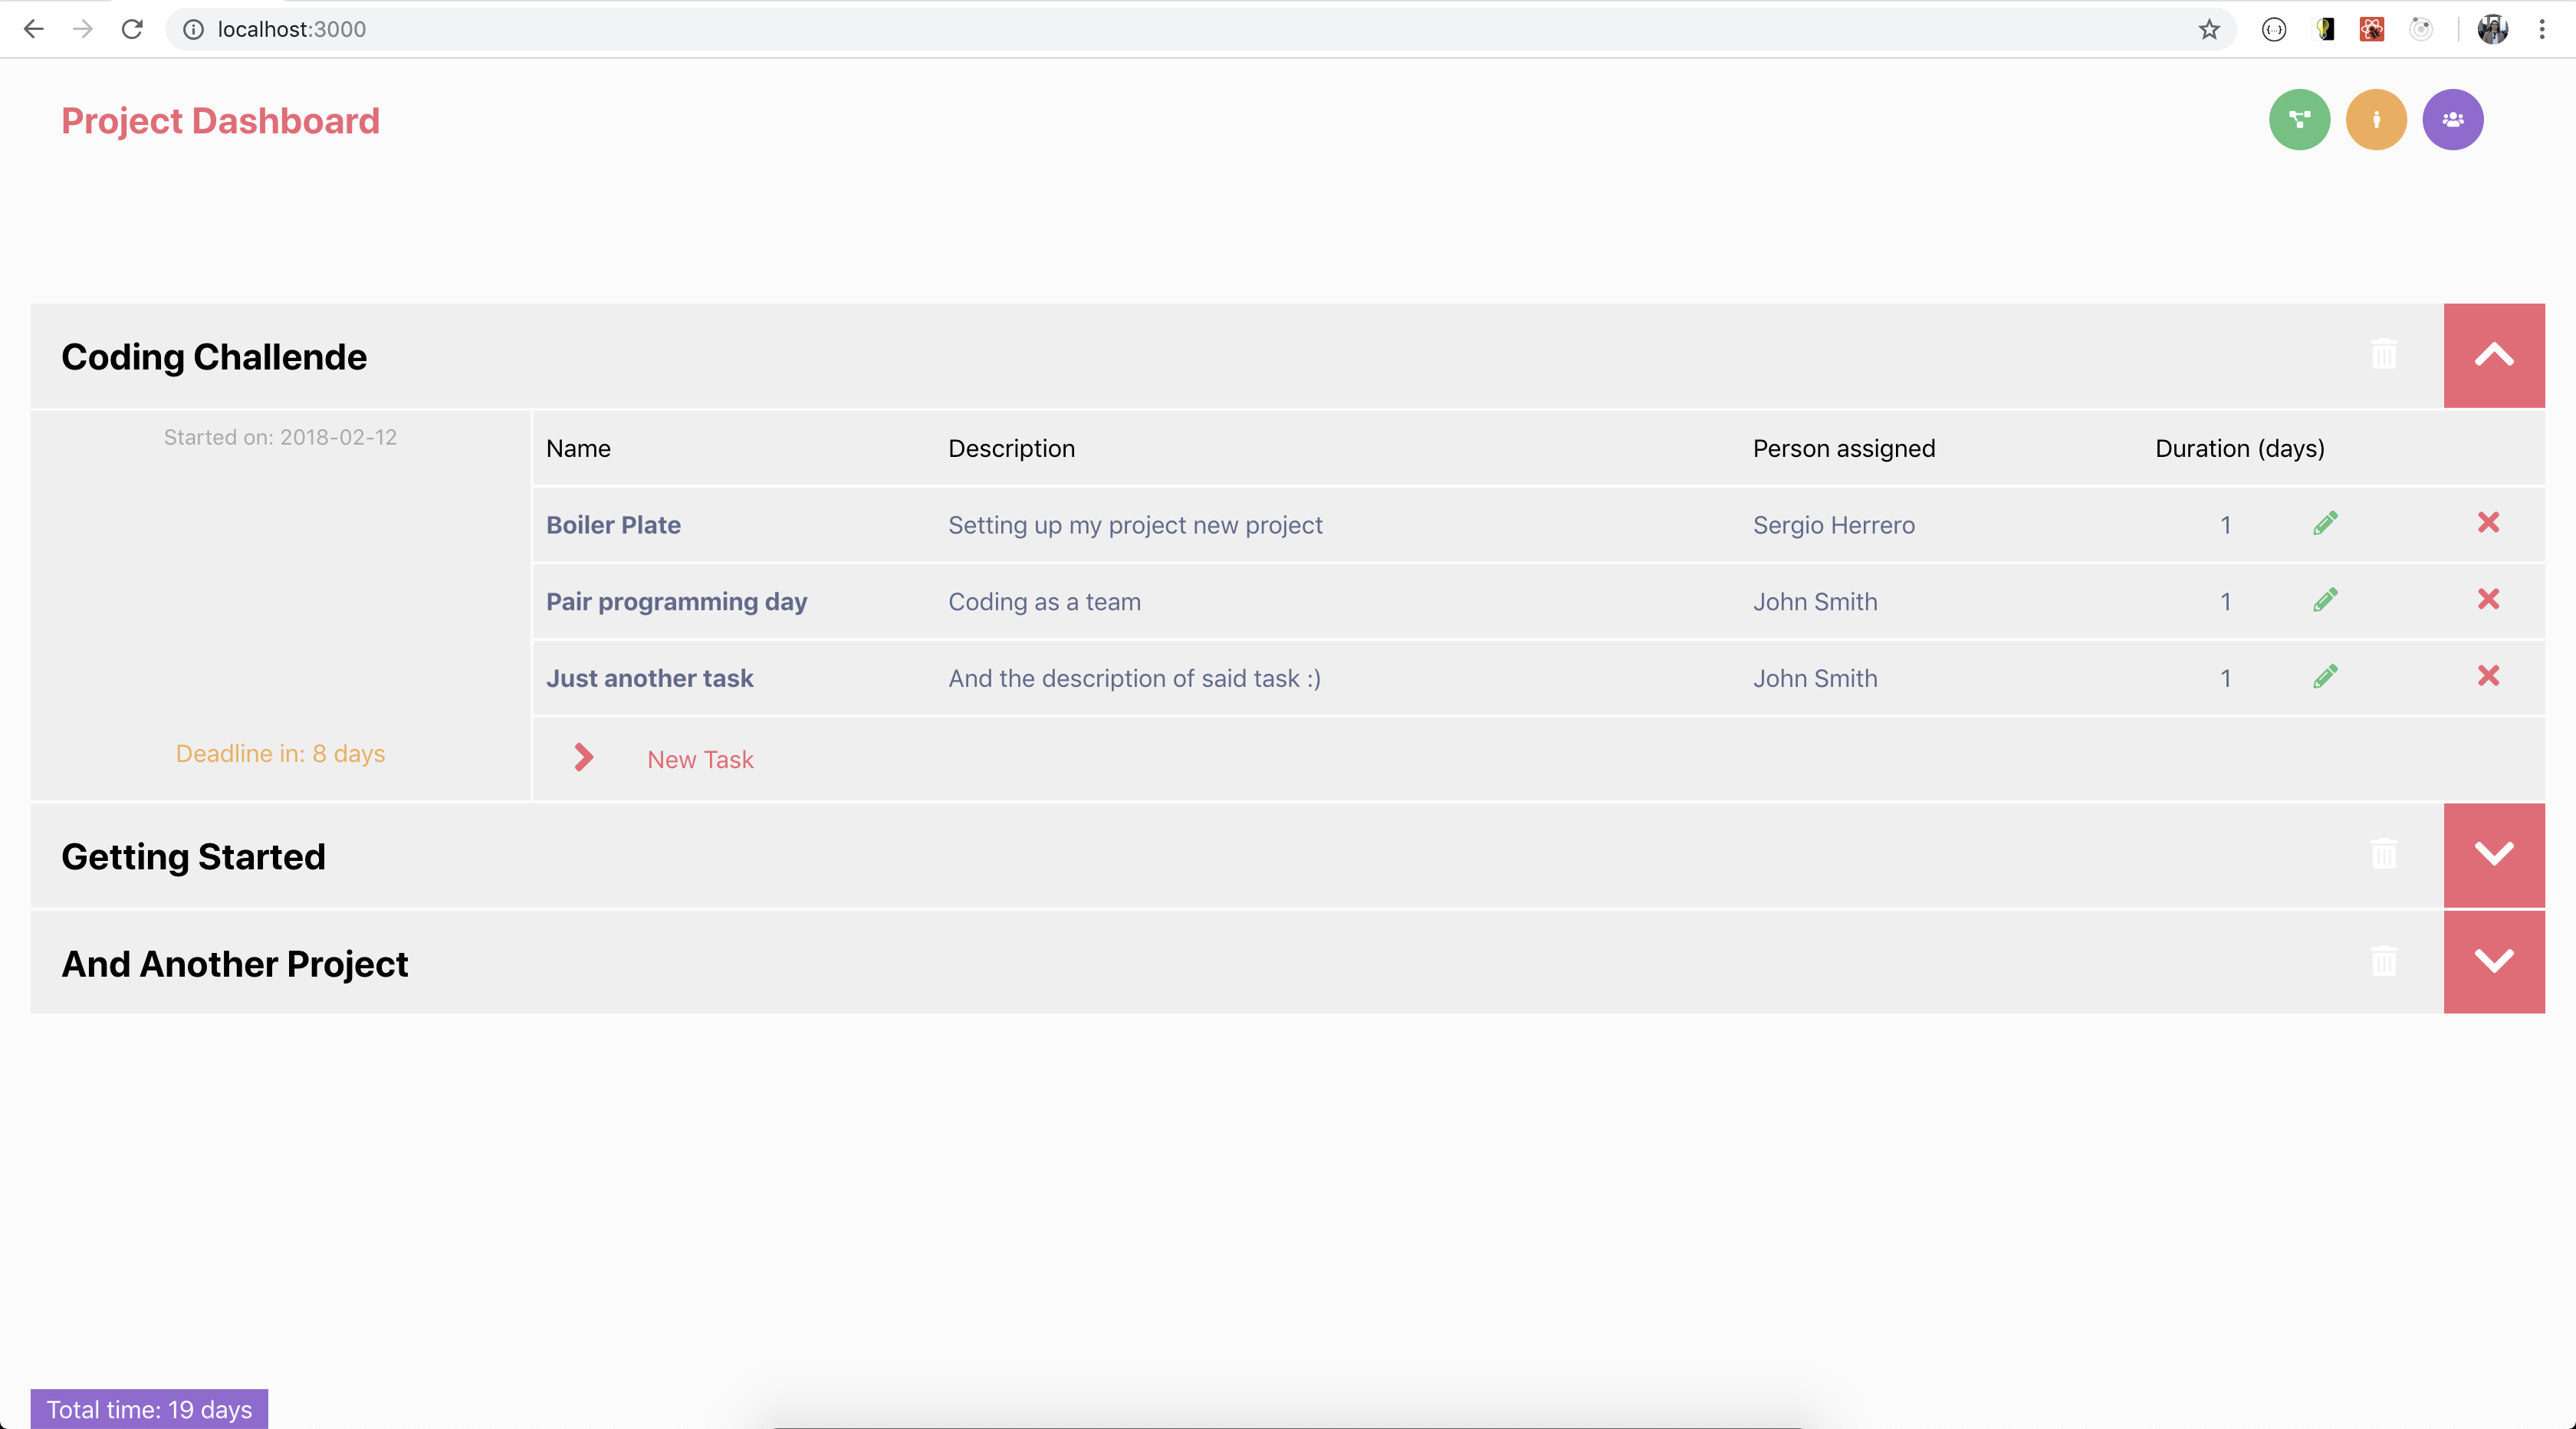 localhost:3000
Project Dashboard
Coding Challende
Started on: 2018-02-12
Name Description Person assigned Duration (days)
Boiler Plate Setting up my project new project Sergio Herrero 1
Pair programming day Coding as a team John Smith 1
Just another task And the description of said task :) John Smith 1
Deadline in: 8 days
New Task
Getting Started
And Another Project
Total time: 19 days